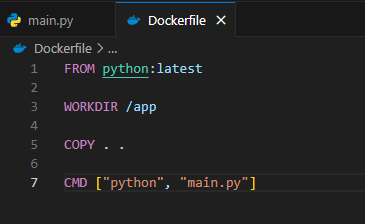 main.py
Dockerfile
Dockerfile > ...
1 FROM python:latest
2
3 WORKDIR /app
4
5 COPY . .
6
7 CMD ["python", "main.py"]